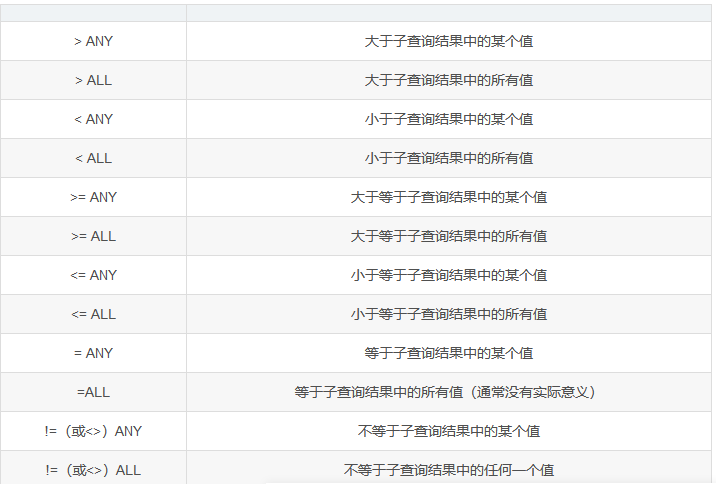 > ANY 大于子查询结果中的某个值
> ALL 大于子查询结果中的所有值
< ANY 小于子查询结果中的某个值
< ALL 小于子查询结果中的所有值
>= ANY 大于等于子查询结果中的某个值
>= ALL 大于等于子查询结果中的所有值
<= ANY 小于等于子查询结果中的某个值
<= ALL 小于等于子查询结果中的所有值
= ANY 等于子查询结果中的某个值
=ALL 等于子查询结果中的所有值（通常没有实际意义）
!=（或<>）ANY 不等于子查询结果中的某个值
!=（或<>）ALL 不等于子查询结果中的任何一个值